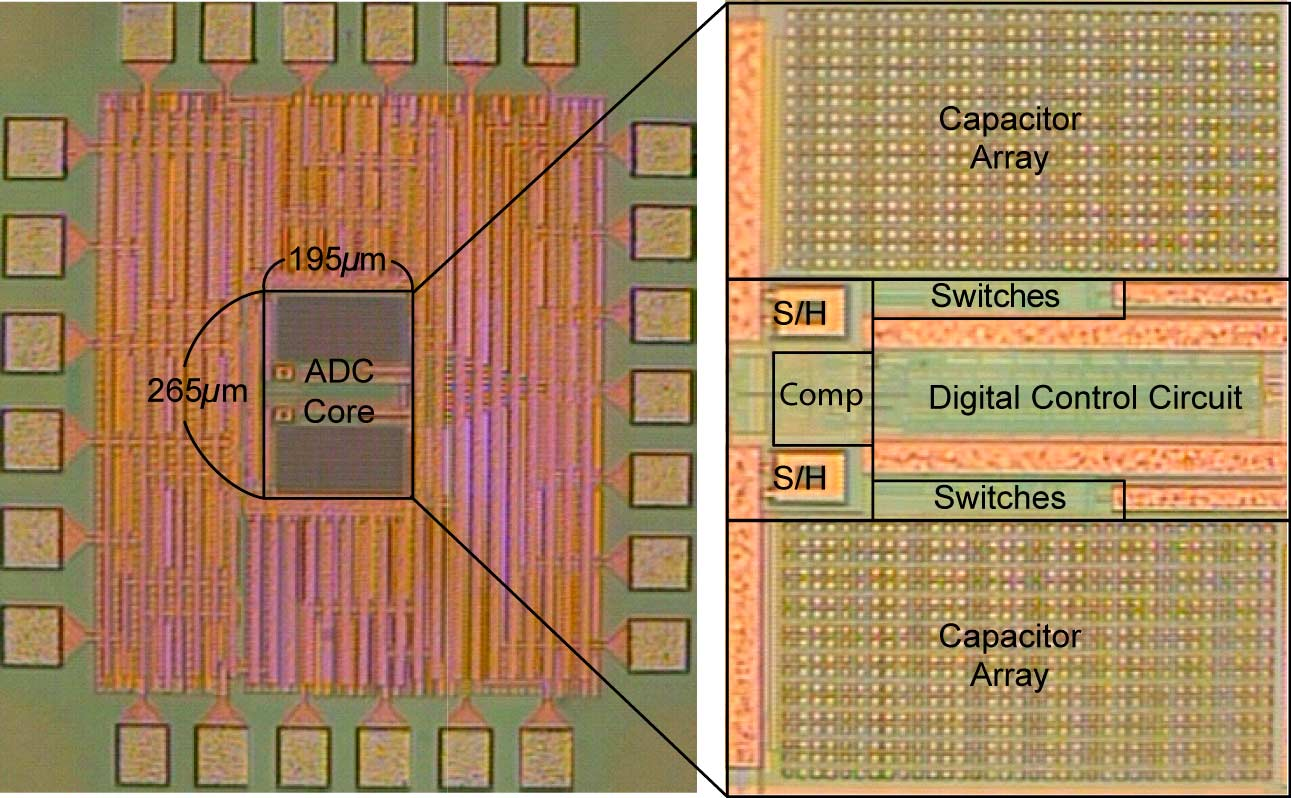 195µm
265µm
ADC
Core
Capacitor
Array
S/H
Switches
Comp
Digital Control Circuit
S/H
Switches
Capacitor
Array